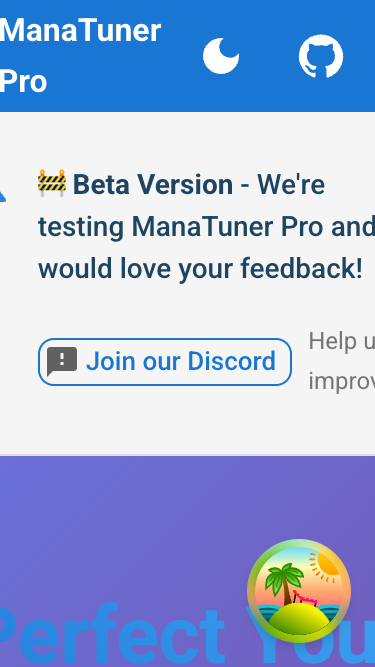 ManaTuner
Pro
🚧 Beta Version - We're
testing ManaTuner Pro and
would love your feedback!
Join our Discord
Help u
improv
Perfect You